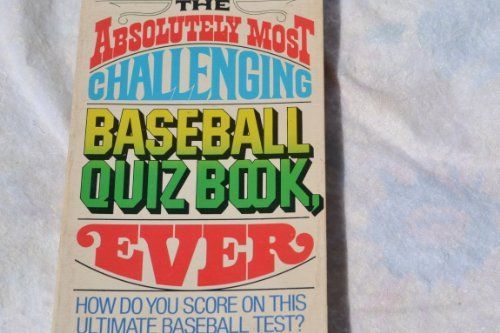 THE
ABSOLUTELY MOST
CHALLENGING
BASEBALL
QUIZ BOOK,
EVER
HOW DO YOU SCORE ON THIS
ULTIMATE BASEBALL TEST?